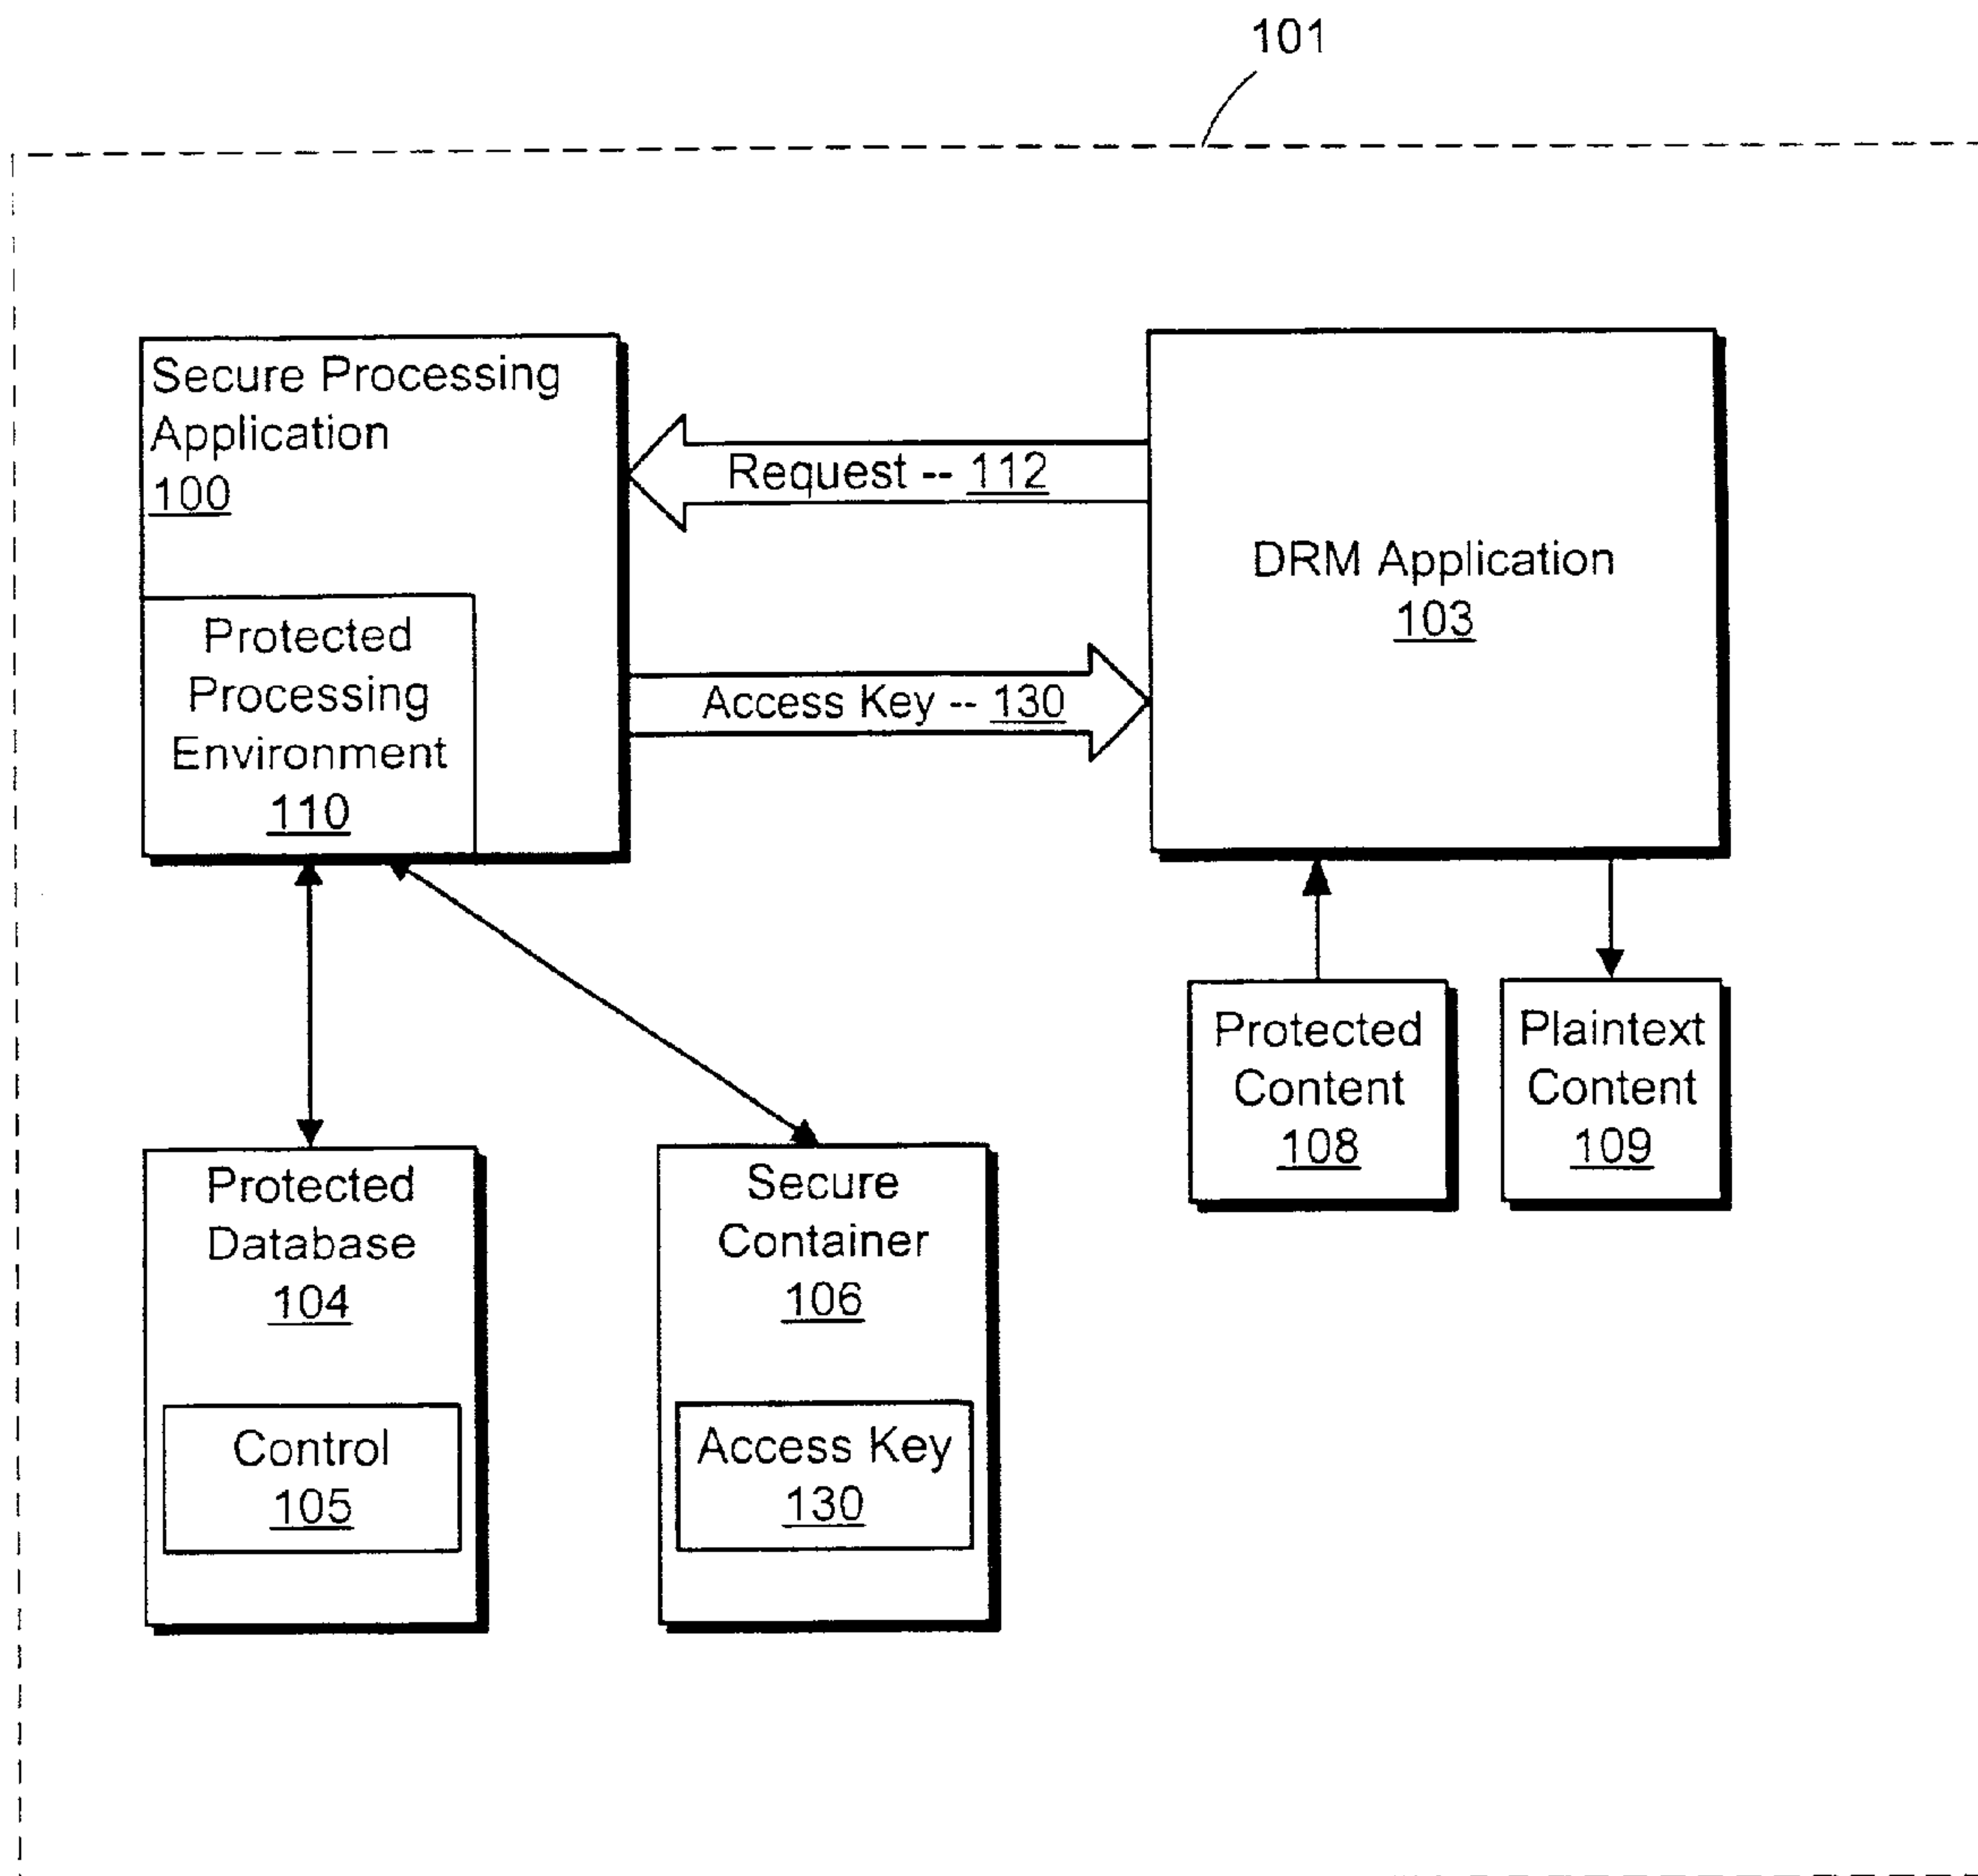 101
Secure Processing
Application
100
Request -- 112
DRM Application
103
Protected
Processing
Environment
110
Access Key -- 130
Protected
Content
108
Plaintext
Content
109
Protected
Database
104
Control
105
Secure
Container
106
Access Key
130